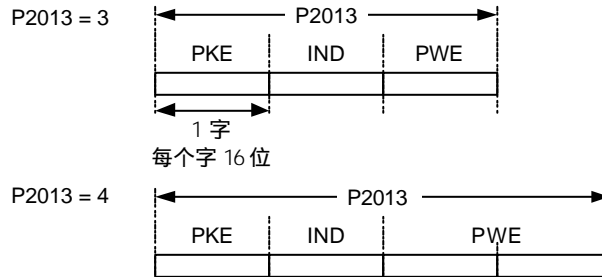 P2013 = 3
P2013
PKE IND PWE
1 字
每个字 16 位
P2013 = 4
P2013
PKE IND PWE